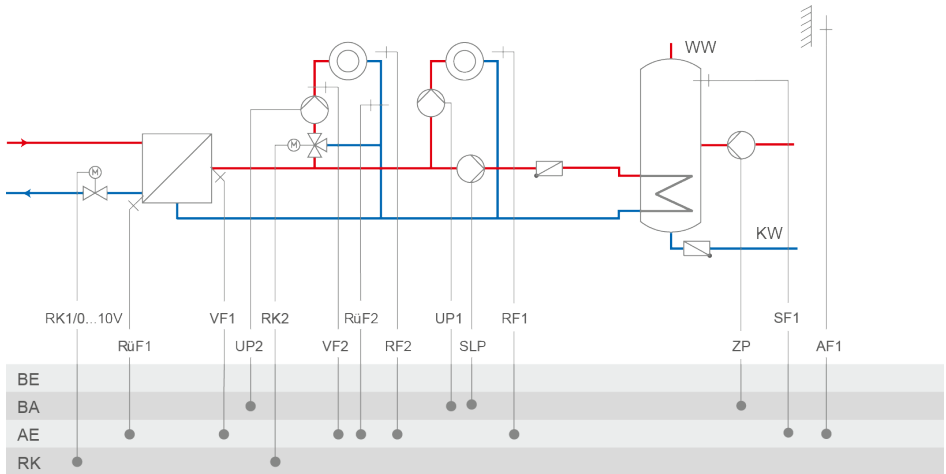 WW
M
M
KW
RK1/0...10V VF1 RK2 RüF2 UP1 RF1 SF1
RüF1 UP2 VF2 RF2 SLP ZP AF1
BE
BA
AE
RK